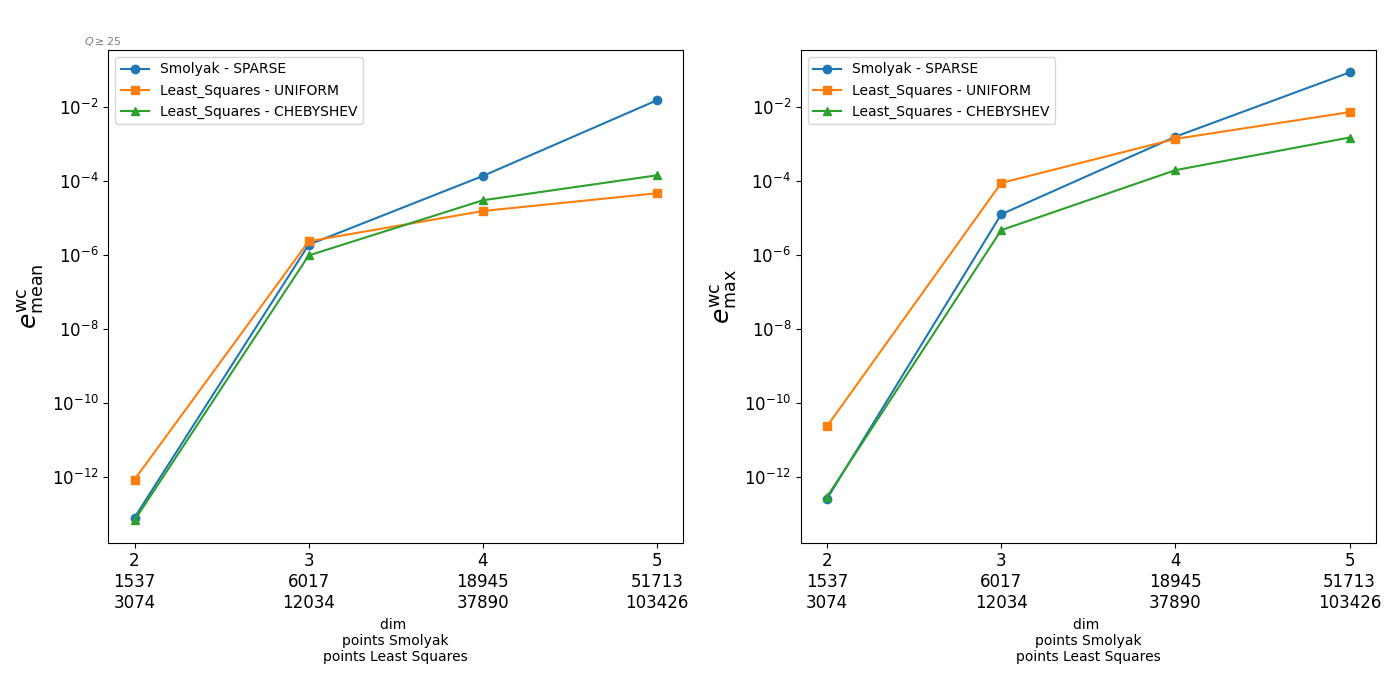 Q ≥ 25
Smolyak - SPARSE
Least_Squares - UNIFORM
Least_Squares - CHEBYSHEV
10⁻²
10⁻⁴
10⁻⁶
10⁻⁸
10⁻¹⁰
10⁻¹²
e^wc_mean
2 3 4 5
1537 6017 18945 51713
3074 12034 37890 103426
dim
points Smolyak
points Least Squares
Smolyak - SPARSE
Least_Squares - UNIFORM
Least_Squares - CHEBYSHEV
10⁻²
10⁻⁴
10⁻⁶
10⁻⁸
10⁻¹⁰
10⁻¹²
e^wc_max
2 3 4 5
1537 6017 18945 51713
3074 12034 37890 103426
dim
points Smolyak
points Least Squares